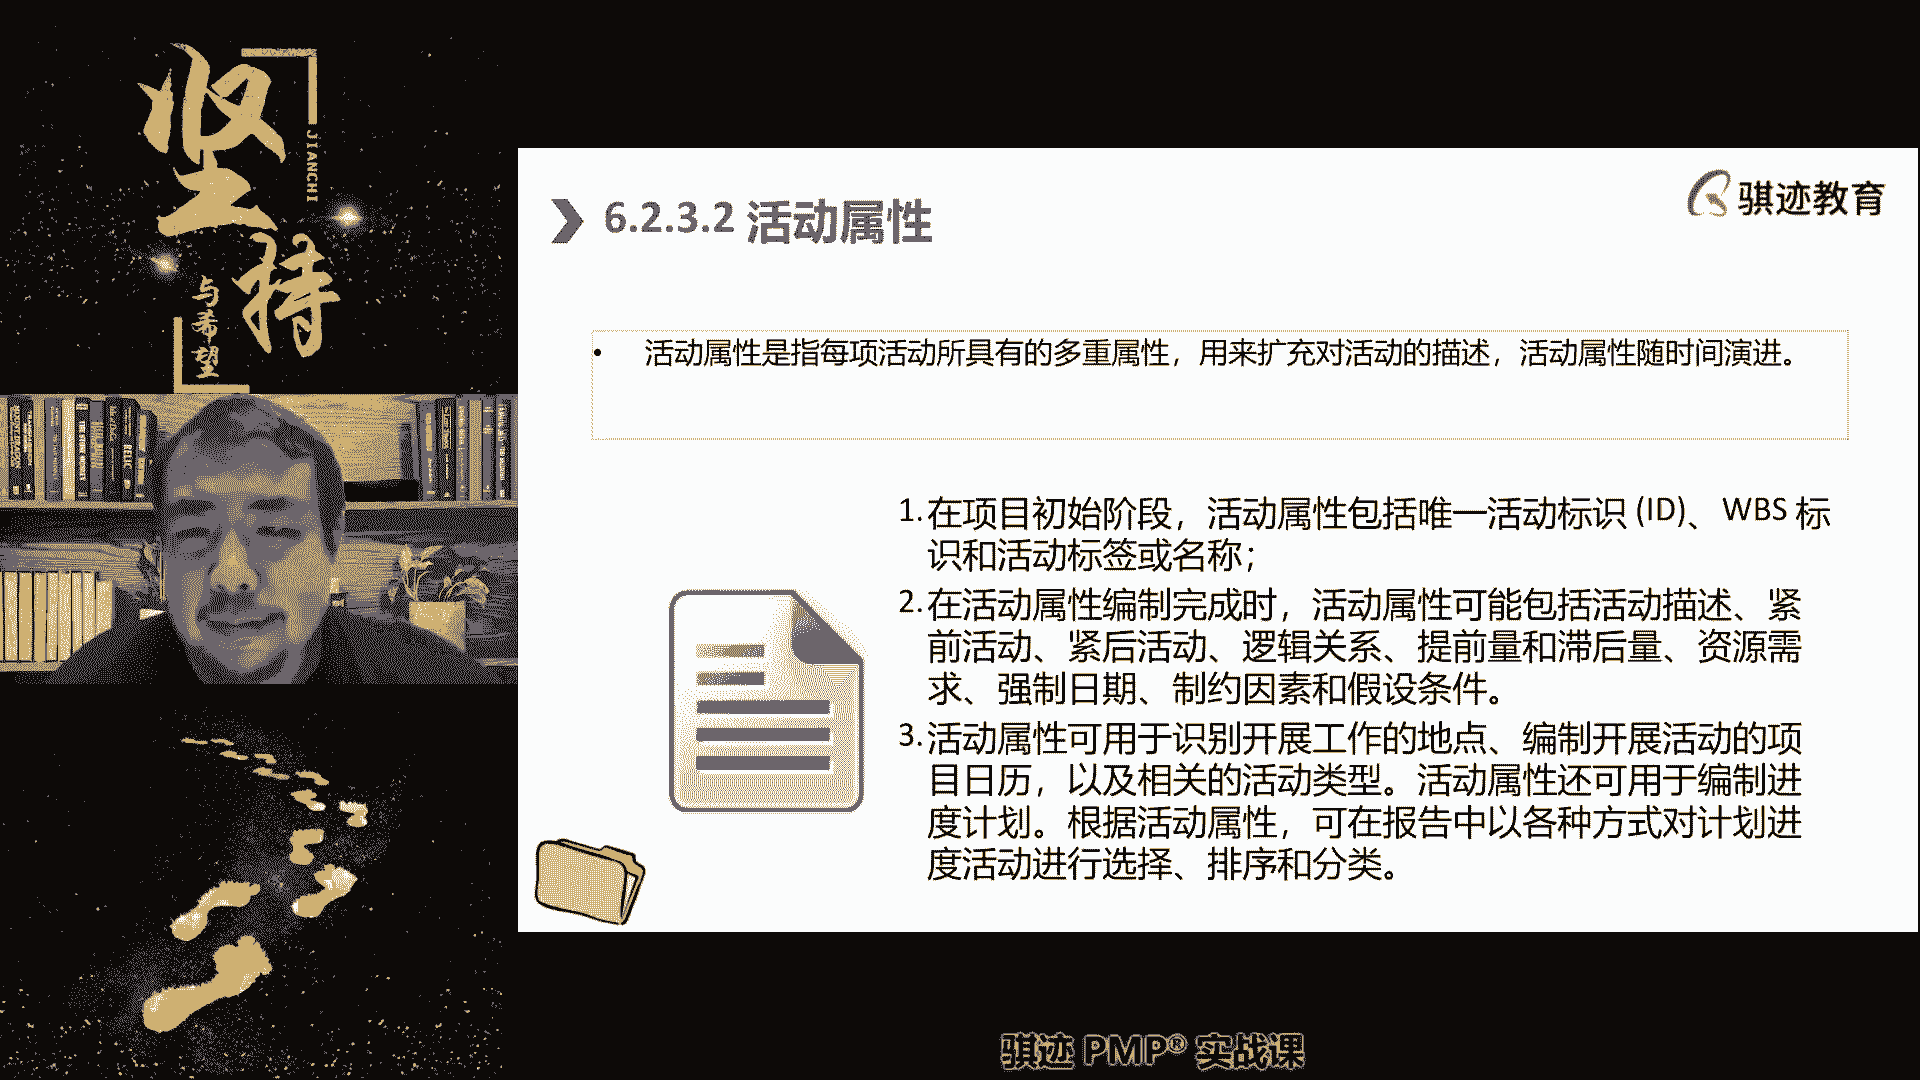 坚持
JIANCHI
与希望
骐迹教育
6.2.3.2 活动属性
• 活动属性是指每项活动所具有的多重属性，用来扩充对活动的描述，活动属性随时间演进。
1.在项目初始阶段，活动属性包括唯一活动标识 (ID)、WBS 标
识和活动标签或名称；
2.在活动属性编制完成时，活动属性可能包括活动描述、紧
前活动、紧后活动、逻辑关系、提前量和滞后量、资源需
求、强制日期、制约因素和假设条件。
3.活动属性可用于识别开展工作的地点、编制开展活动的项
目日历，以及相关的活动类型。活动属性还可用于编制进
度计划。根据活动属性，可在报告中以各种方式对计划进
度活动进行选择、排序和分类。
骐迹 PMP® 实战课